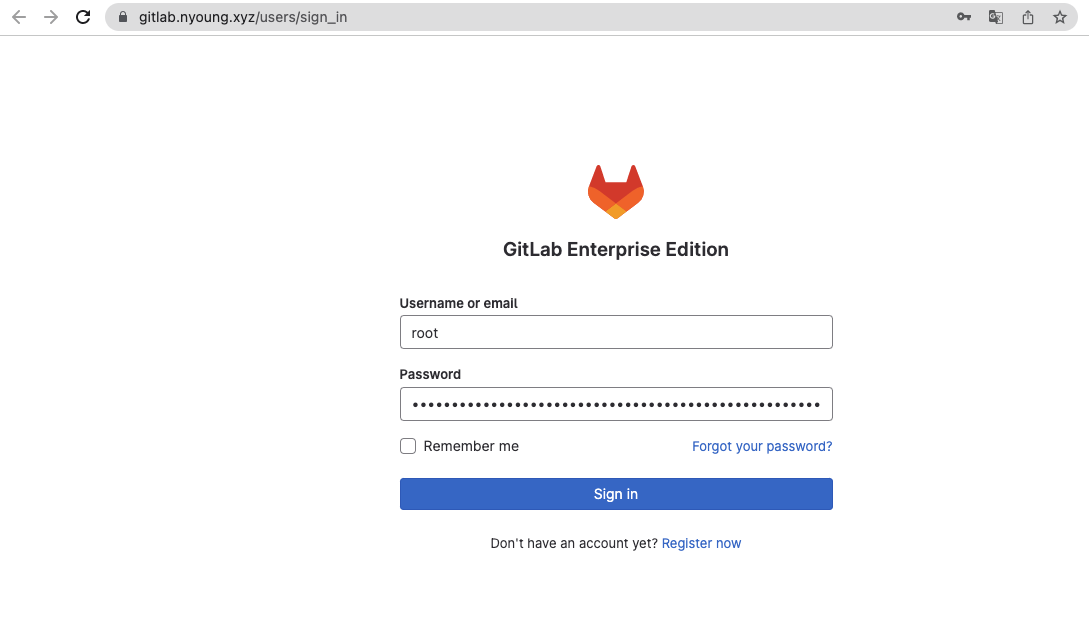 gitlab.nyoung.xyz/users/sign_in
GitLab Enterprise Edition
Username or email
root
Password
Remember me
Forgot your password?
Sign in
Don't have an account yet? Register now